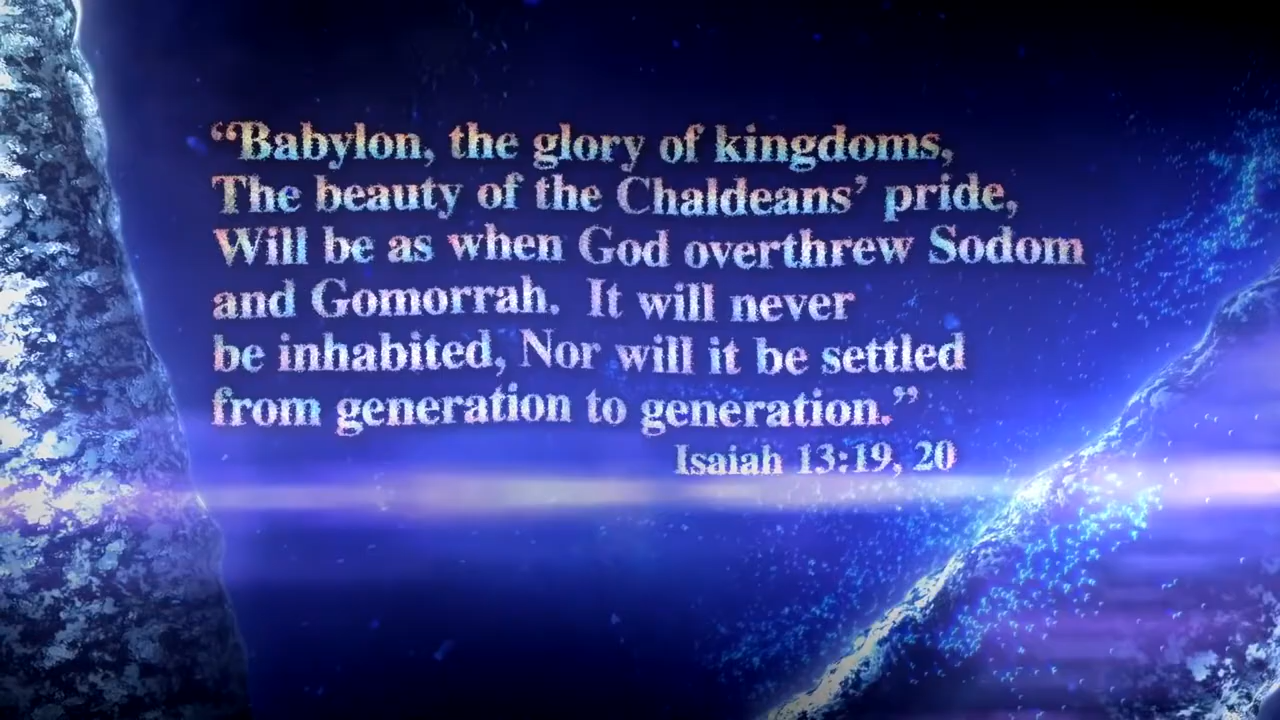 “Babylon, the glory of kingdoms,
The beauty of the Chaldeans’ pride,
Will be as when God overthrew Sodom
and Gomorrah.  It will never
be inhabited, Nor will it be settled
from generation to generation.”
Isaiah 13:19, 20